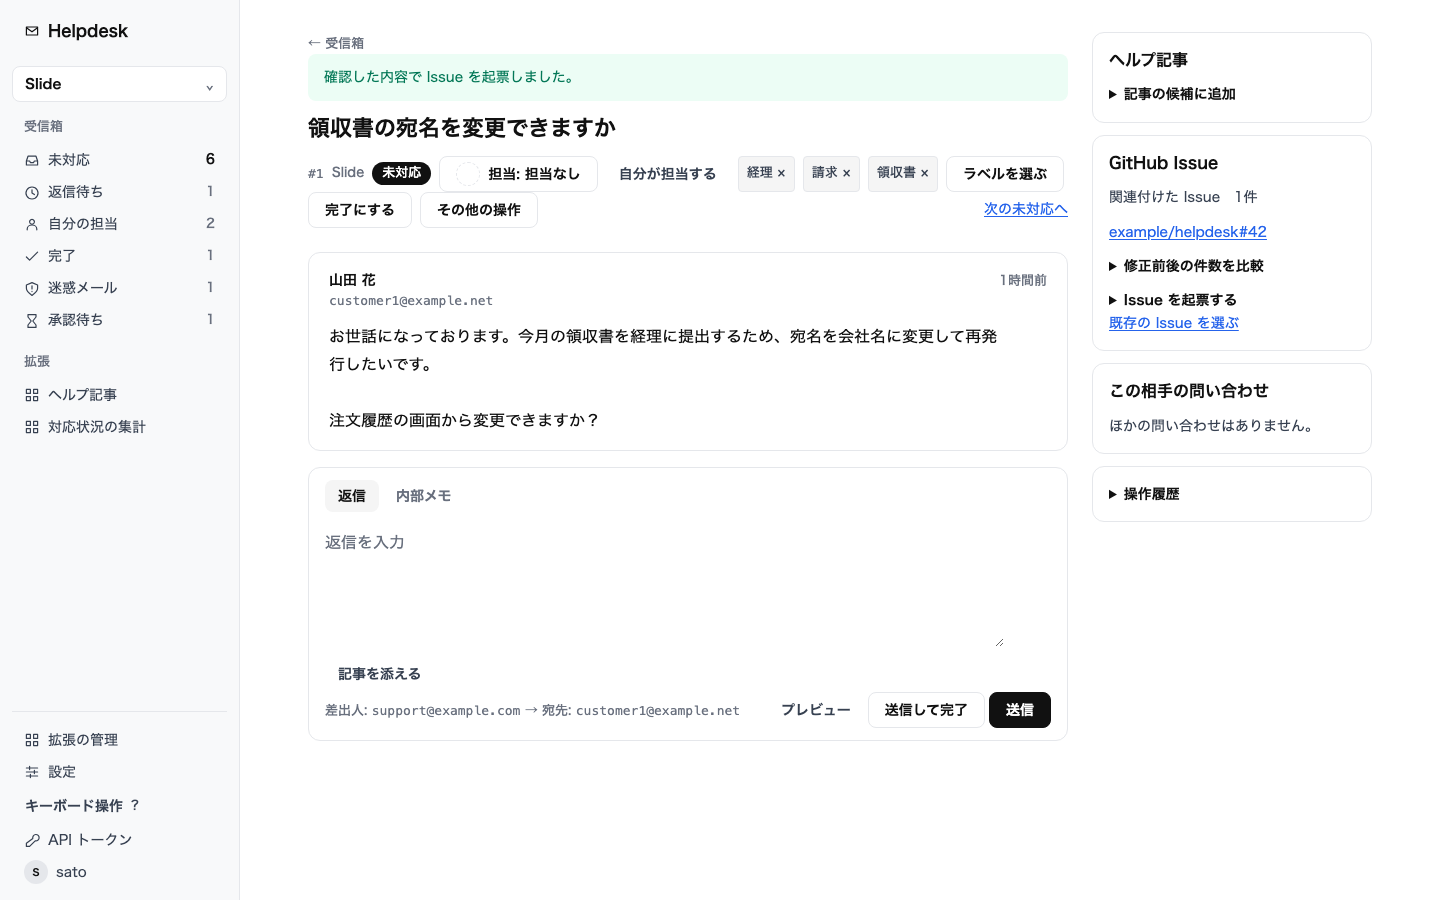 Helpdesk
Slide
受信箱
未対応 6
返信待ち 1
自分の担当 2
完了 1
迷惑メール 1
承認待ち 1
拡張
ヘルプ記事
対応状況の集計
拡張の管理
設定
キーボード操作 ?
API トークン
S sato
← 受信箱
確認した内容で Issue を起票しました。
領収書の宛名を変更できますか
#1 Slide 未対応 担当: 担当なし 自分が担当する 経理 × 請求 × 領収書 × ラベルを選ぶ
完了にする その他の操作 次の未対応へ
山田 花 1時間前
customer1@example.net
お世話になっております。今月の領収書を経理に提出するため、宛名を会社名に変更して再発
行したいです。
注文履歴の画面から変更できますか？
返信 内部メモ
返信を入力
記事を添える
差出人: support@example.com → 宛先: customer1@example.net プレビュー 送信して完了 送信
ヘルプ記事
▶ 記事の候補に追加
GitHub Issue
関連付けた Issue 1件
example/helpdesk#42
▶ 修正前後の件数を比較
▶ Issue を起票する
既存の Issue を選ぶ
この相手の問い合わせ
ほかの問い合わせはありません。
▶ 操作履歴